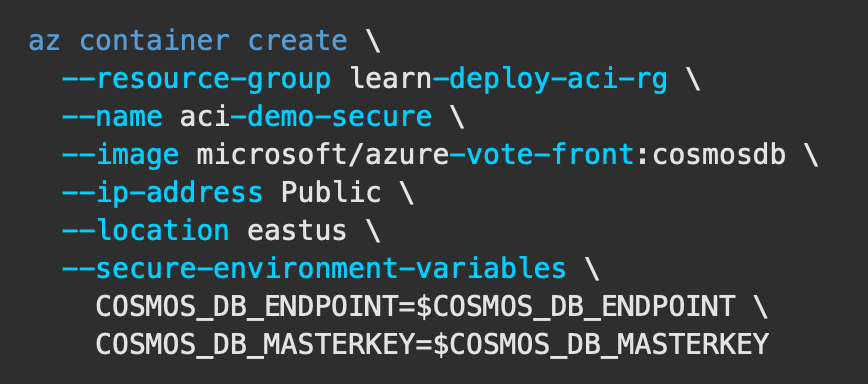 az container create \
--resource-group learn-deploy-aci-rg \
--name aci-demo-secure \
--image microsoft/azure-vote-front:cosmosdb \
--ip-address Public \
--location eastus \
--secure-environment-variables \
COSMOS_DB_ENDPOINT=$COSMOS_DB_ENDPOINT \
COSMOS_DB_MASTERKEY=$COSMOS_DB_MASTERKEY